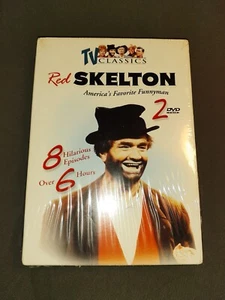 TV CLASSICS
Red SKELTON
America's Favorite Funnyman
2 DVD
8 Hilarious Episodes
Over 6 Hours